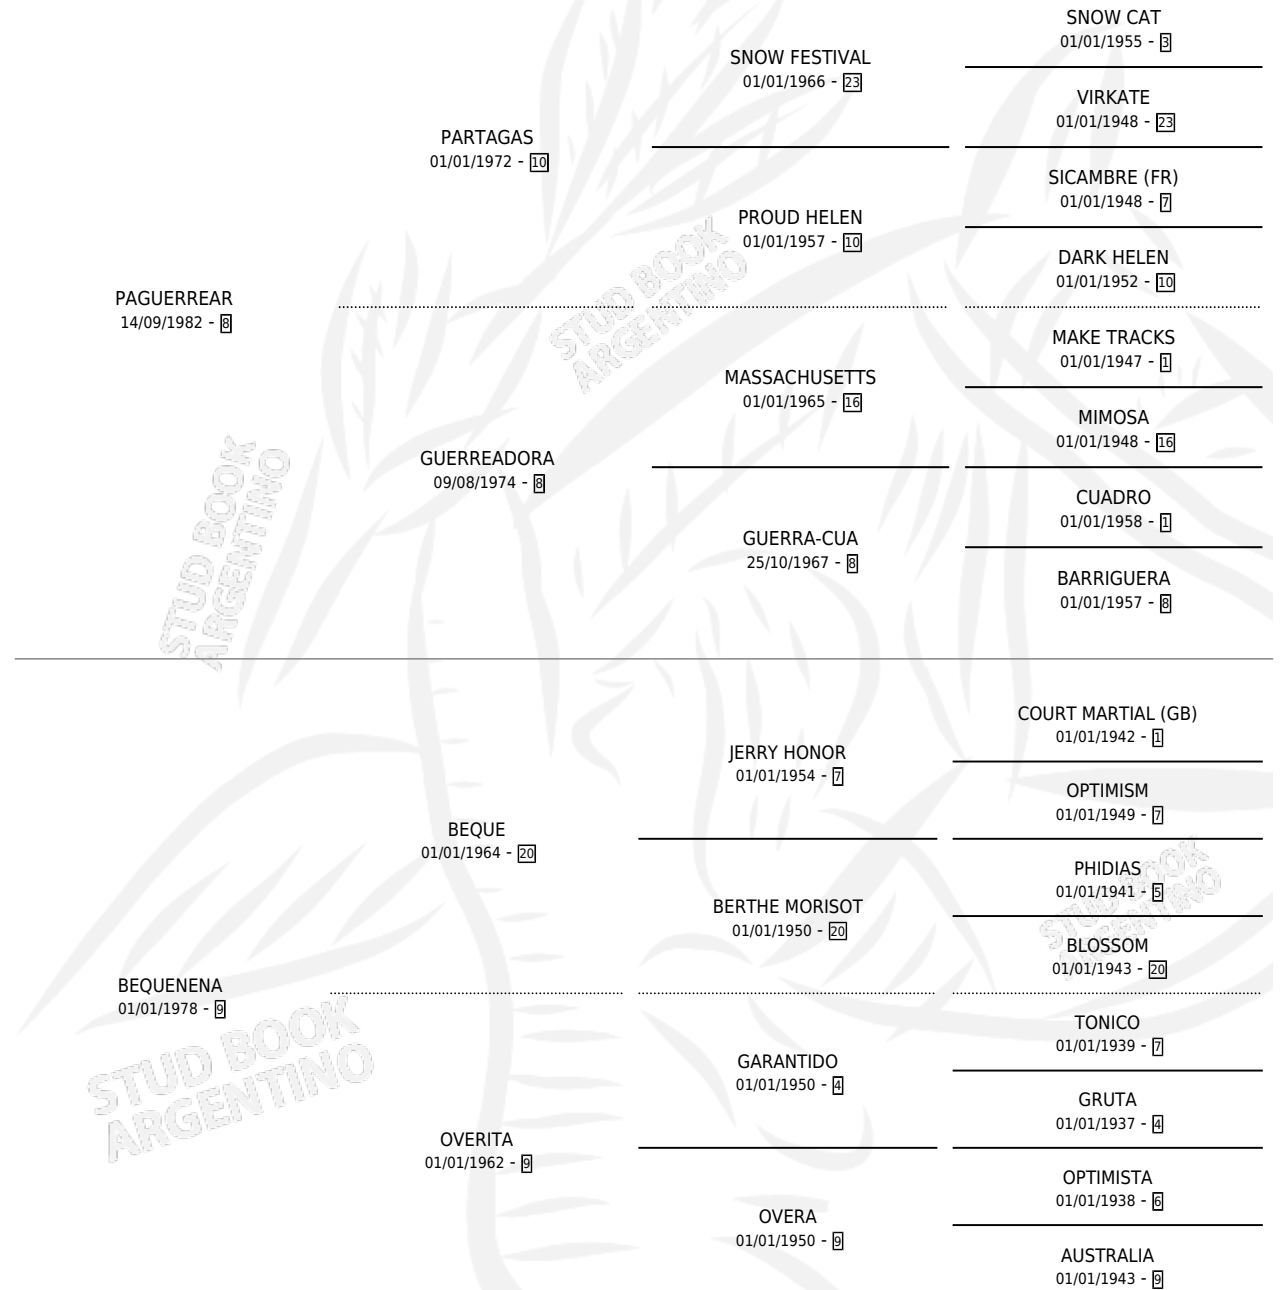 SNOW CAT
01/01/1955 - 3
SNOW FESTIVAL
01/01/1966 - 23
VIRKATE
01/01/1948 - 23
PARTAGAS
01/01/1972 - 10
SICAMBRE (FR)
01/01/1948 - 7
PROUD HELEN
01/01/1957 - 10
DARK HELEN
01/01/1952 - 10
PAGUERREAR
14/09/1982 - 8
MAKE TRACKS
01/01/1947 - 1
MASSACHUSETTS
01/01/1965 - 16
MIMOSA
01/01/1948 - 16
GUERREADORA
09/08/1974 - 8
CUADRO
01/01/1958 - 1
GUERRA-CUA
25/10/1967 - 8
BARRIGUERA
01/01/1957 - 8
COURT MARTIAL (GB)
01/01/1942 - 1
JERRY HONOR
01/01/1954 - 7
OPTIMISM
01/01/1949 - 7
BEQUE
01/01/1964 - 20
PHIDIAS
01/01/1941 - 5
BERTHE MORISOT
01/01/1950 - 20
BLOSSOM
01/01/1943 - 20
BEQUENENA
01/01/1978 - 9
TONICO
01/01/1939 - 7
GARANTIDO
01/01/1950 - 4
GRUTA
01/01/1937 - 4
OVERITA
01/01/1962 - 9
OPTIMISTA
01/01/1938 - 6
OVERA
01/01/1950 - 9
AUSTRALIA
01/01/1943 - 9
STUD BOOK
ARGENTINO
STUD BOOK
ARGENTINO
STUD BOOK
ARGENTINO
STUD BOOK
ARGENTINO